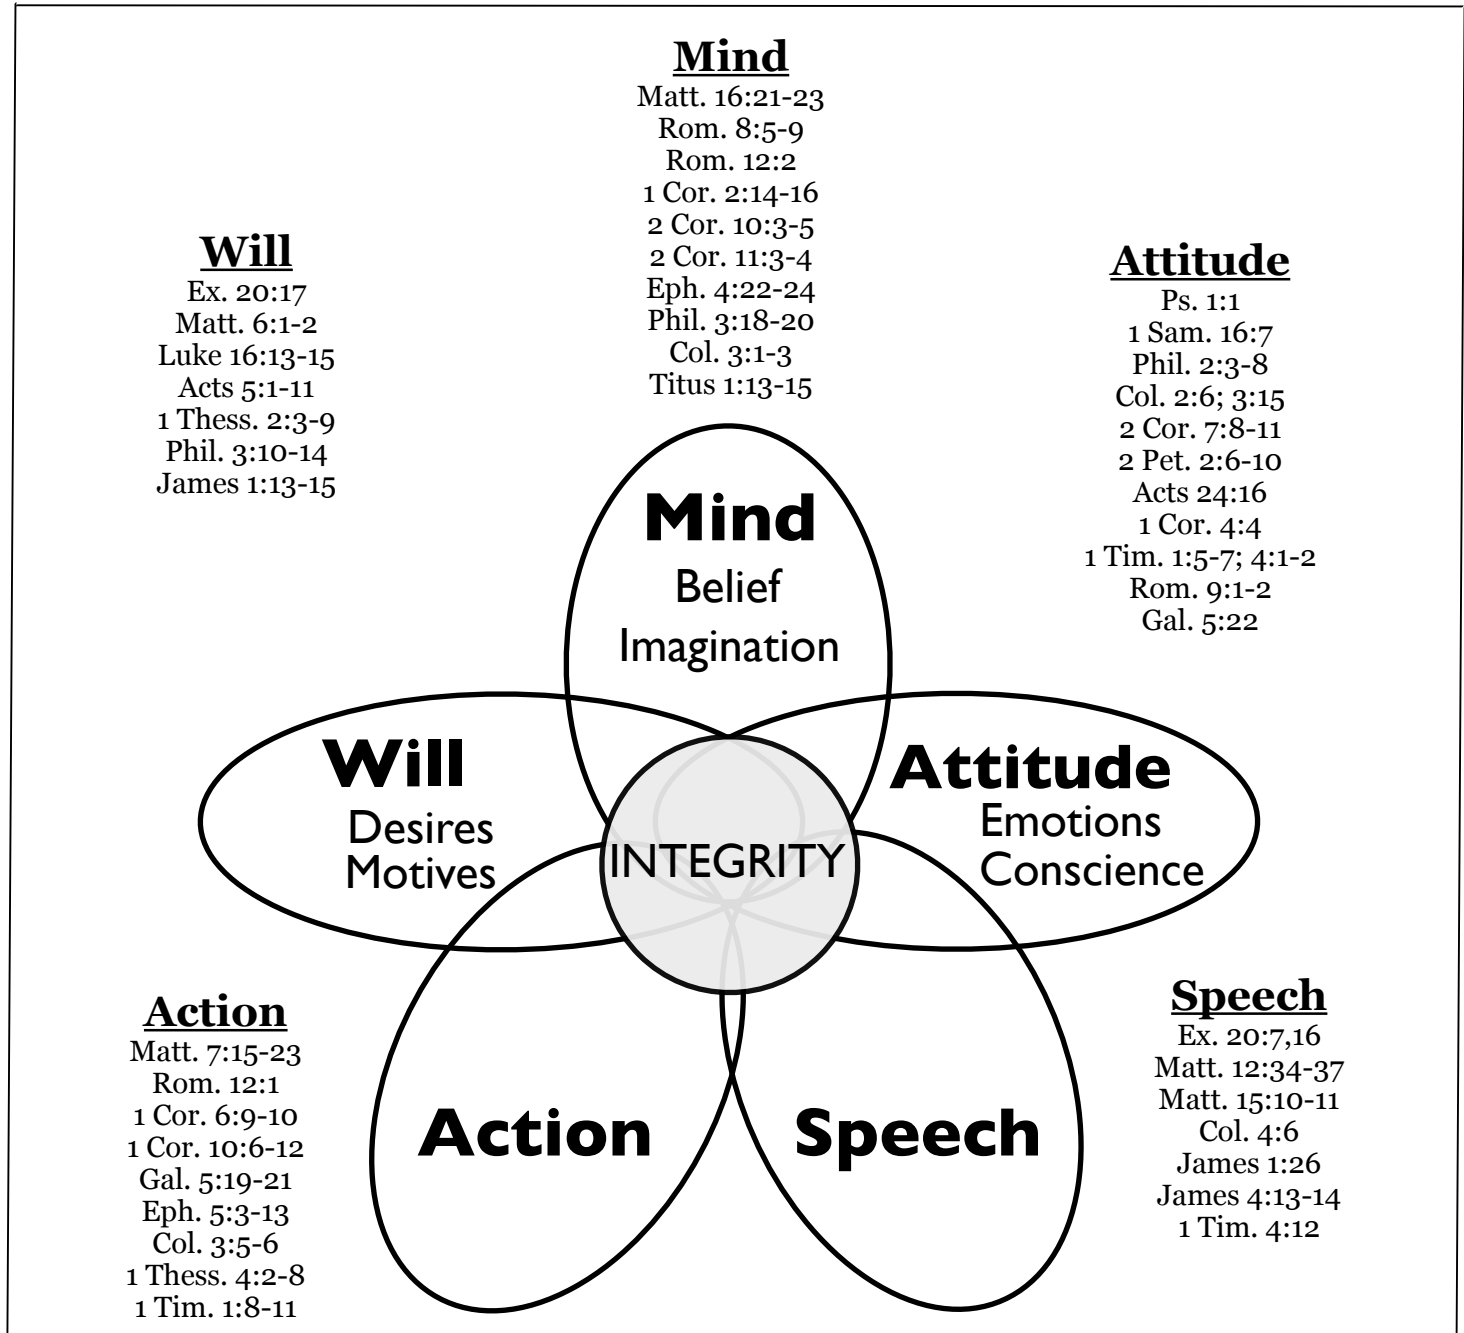 Mind
Matt. 16:21-23
Rom. 8:5-9
Rom. 12:2
1 Cor. 2:14-16
2 Cor. 10:3-5
2 Cor. 11:3-4
Eph. 4:22-24
Phil. 3:18-20
Col. 3:1-3
Titus 1:13-15
Will
Ex. 20:17
Matt. 6:1-2
Luke 16:13-15
Acts 5:1-11
1 Thess. 2:3-9
Phil. 3:10-14
James 1:13-15
Attitude
Ps. 1:1
1 Sam. 16:7
Phil. 2:3-8
Col. 2:6; 3:15
2 Cor. 7:8-11
2 Pet. 2:6-10
Acts 24:16
1 Cor. 4:4
1 Tim. 1:5-7; 4:1-2
Rom. 9:1-2
Gal. 5:22
Mind
Belief
Imagination
Will
Desires
Motives
INTEGRITY
Attitude
Emotions
Conscience
Action
Matt. 7:15-23
Rom. 12:1
1 Cor. 6:9-10
1 Cor. 10:6-12
Gal. 5:19-21
Eph. 5:3-13
Col. 3:5-6
1 Thess. 4:2-8
1 Tim. 1:8-11
Action
Speech
Speech
Ex. 20:7,16
Matt. 12:34-37
Matt. 15:10-11
Col. 4:6
James 1:26
James 4:13-14
1 Tim. 4:12